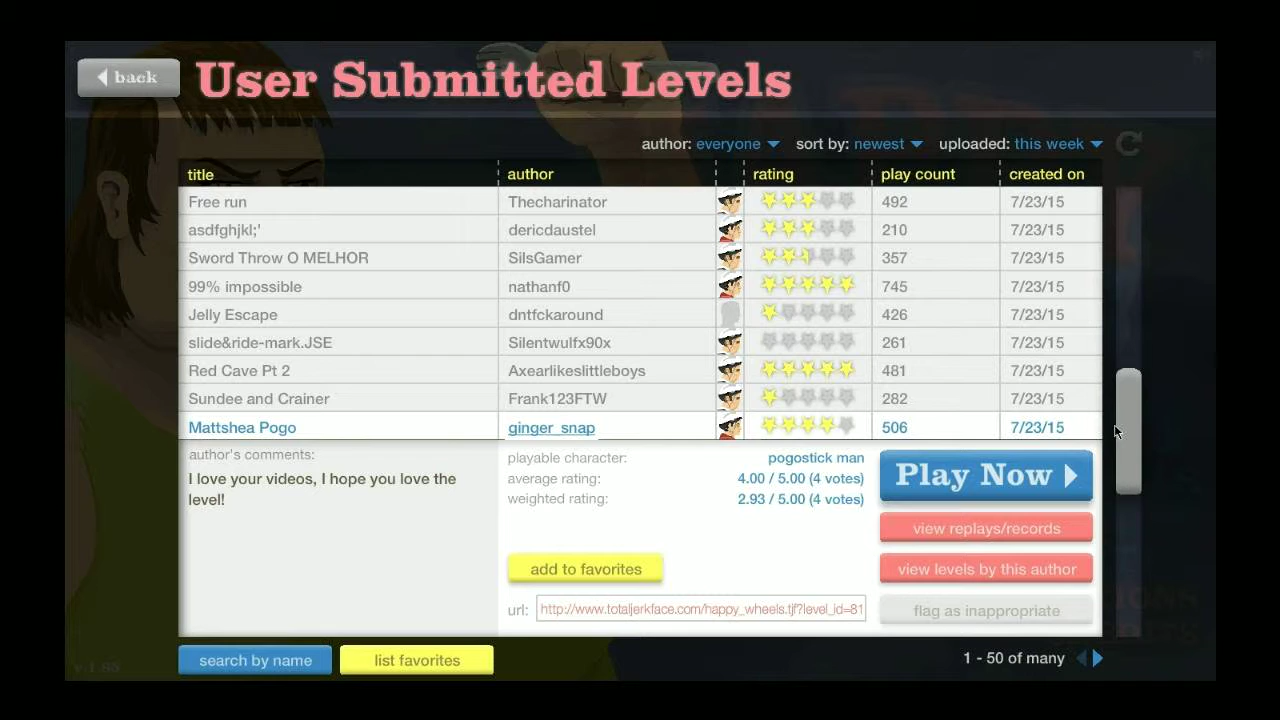 back
User Submitted Levels
author: everyone sort by: newest uploaded: this week
title author rating play count created on
Free run Thecharinator 492 7/23/15
asdfghjkl;' dericdaustel 210 7/23/15
Sword Throw O MELHOR SilsGamer 357 7/23/15
99% impossible nathanf0 745 7/23/15
Jelly Escape dntfckaround 426 7/23/15
slide&ride-mark.JSE Silentwulfx90x 261 7/23/15
Red Cave Pt 2 Axearlikeslittleboys 481 7/23/15
Sundee and Crainer Frank123FTW 282 7/23/15
Mattshea Pogo ginger_snap 506 7/23/15
author's comments:
I love your videos, I hope you love the
level!
playable character: pogostick man
average rating: 4.00 / 5.00 (4 votes)
weighted rating: 2.93 / 5.00 (4 votes)
add to favorites
url: http://www.totaljerkface.com/happy_wheels.tjf?level_id=81
Play Now
view replays/records
view levels by this author
flag as inappropriate
search by name list favorites 1 - 50 of many